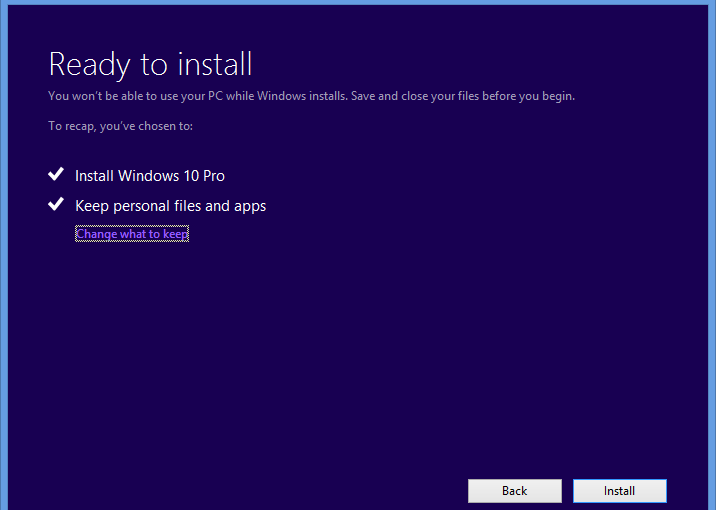 Ready to install
You won't be able to use your PC while Windows installs. Save and close your files before you begin.
To recap, you've chosen to:
Install Windows 10 Pro
Keep personal files and apps
Change what to keep
Back
Install